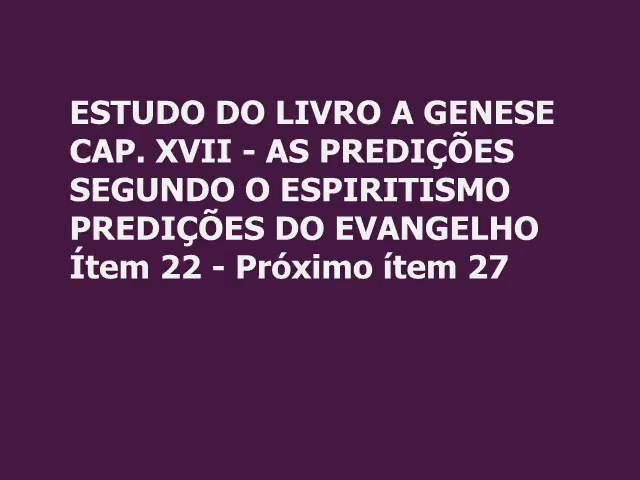 ESTUDO DO LIVRO A GENESE
CAP. XVII - AS PREDIÇÕES
SEGUNDO O ESPIRITISMO
PREDIÇÕES DO EVANGELHO
Ítem 22 - Próximo ítem 27